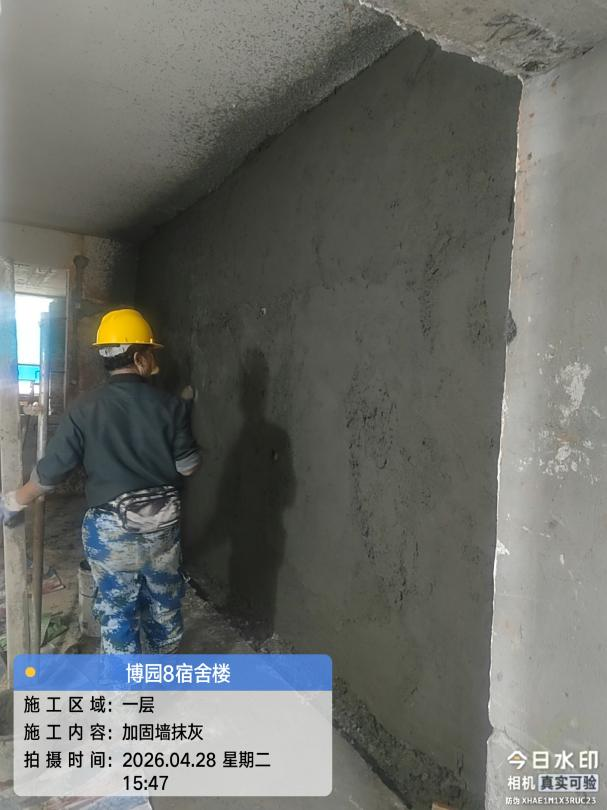 博园8宿舍楼
施工区域：一层
施工内容：加固墙抹灰
拍摄时间：2026.04.28 星期二
15:47
今日水印
相机 真实可验
防伪 XHAE1M1X3RUC23